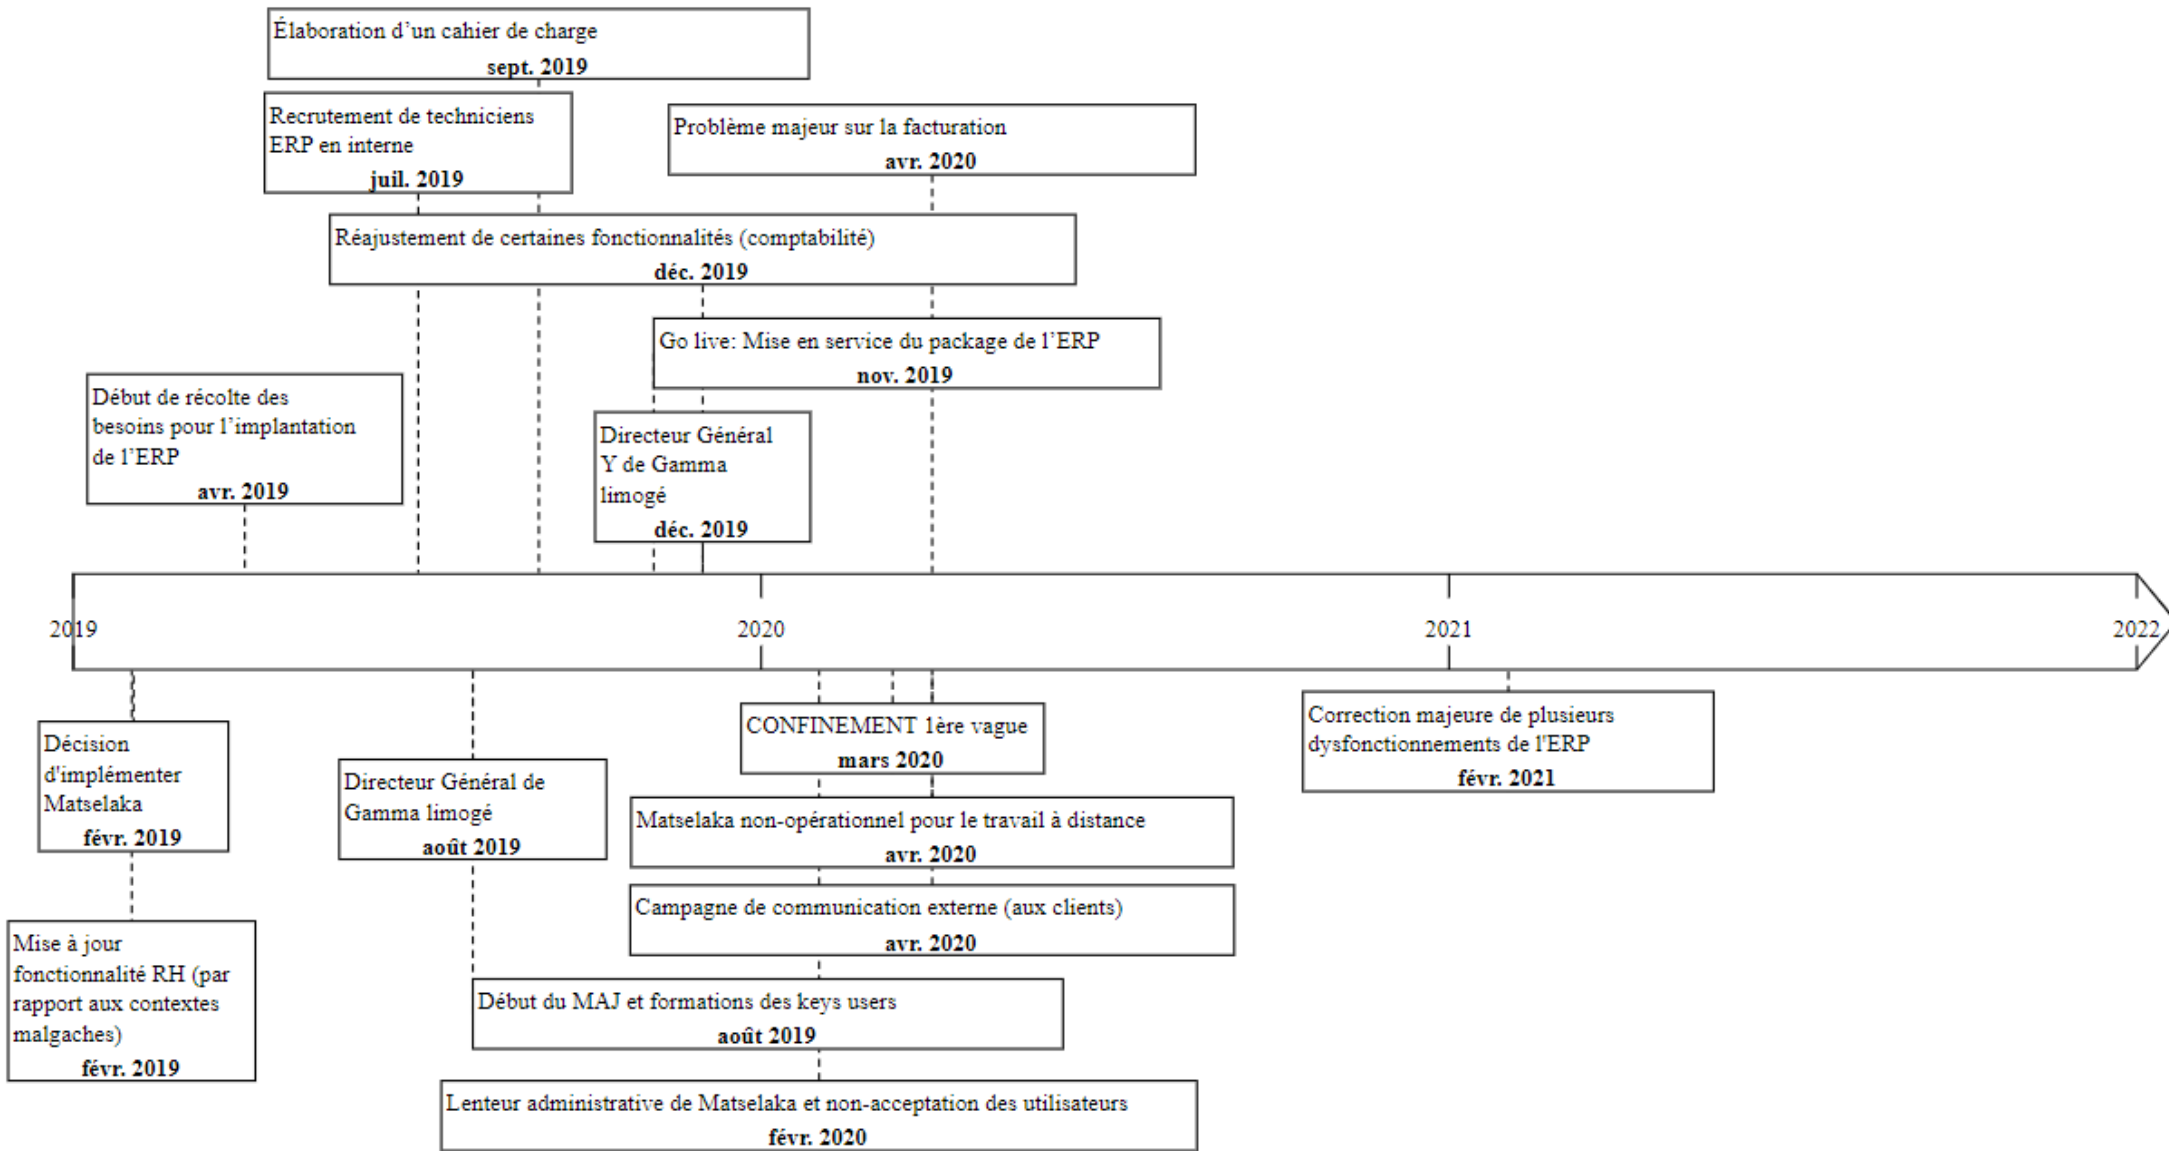 Élaboration d’un cahier de charge
sept. 2019
Recrutement de techniciens
ERP en interne
juil. 2019
Problème majeur sur la facturation
avr. 2020
Réajustement de certaines fonctionnalités (comptabilité)
déc. 2019
Go live: Mise en service du package de l’ERP
nov. 2019
Début de récolte des
besoins pour l’implantation
de l’ERP
avr. 2019
Directeur Général
Y de Gamma
limogé
déc. 2019
2019
2020
2021
2022
Décision
d'implémenter
Matselaka
févr. 2019
Directeur Général de
Gamma limogé
août 2019
CONFINEMENT 1ère vague
mars 2020
Correction majeure de plusieurs
dysfonctionnements de l'ERP
févr. 2021
Matselaka non-opérationnel pour le travail à distance
avr. 2020
Campagne de communication externe (aux clients)
avr. 2020
Mise à jour
fonctionnalité RH (par
rapport aux contextes
malgaches)
févr. 2019
Début du MAJ et formations des keys users
août 2019
Lenteur administrative de Matselaka et non-acceptation des utilisateurs
févr. 2020